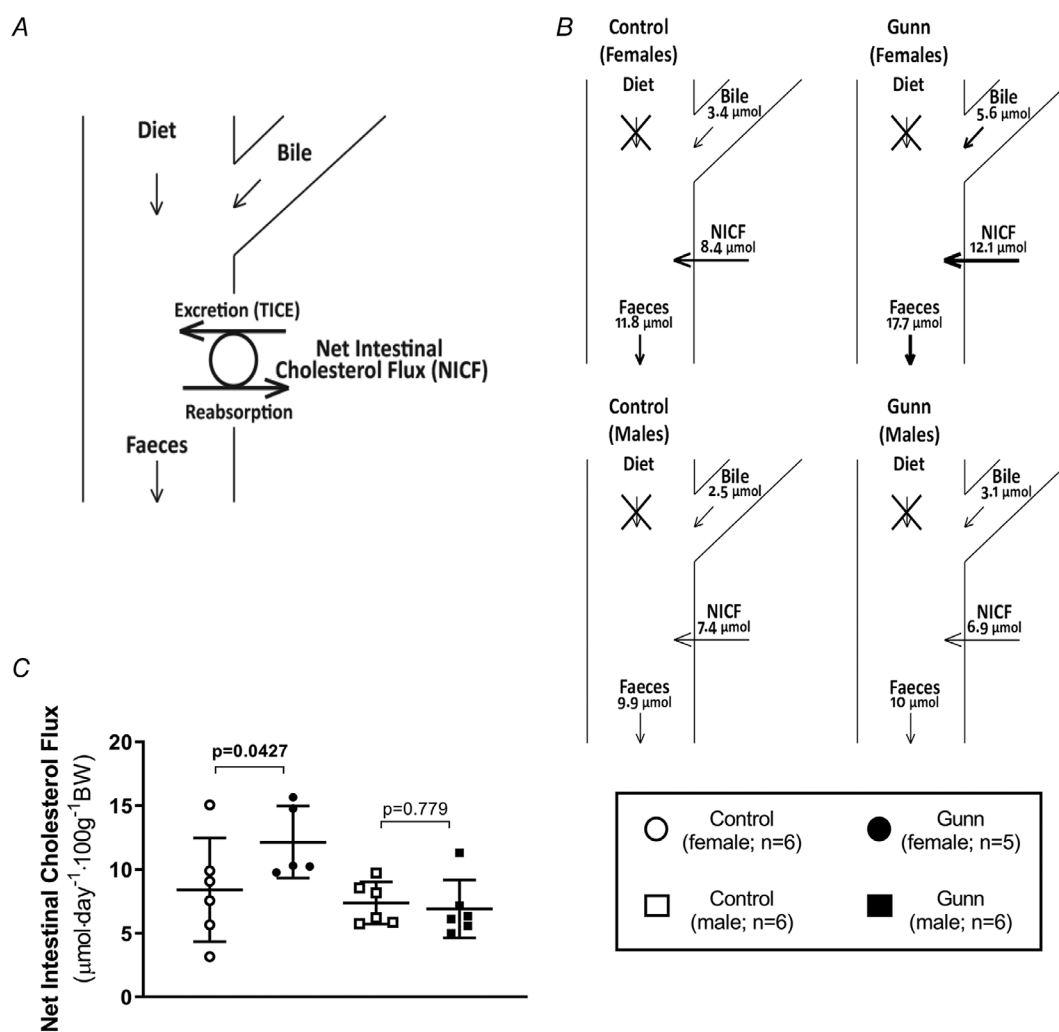 A
Diet
Bile
Excretion (TICE)
Net Intestinal
Cholesterol Flux (NICF)
Reabsorption
Faeces
B
Control
(Females)
Diet
Bile
3.4 µmol
NICF
8.4 µmol
Faeces
11.8 µmol
Gunn
(Females)
Diet
Bile
5.6 µmol
NICF
12.1 µmol
Faeces
17.7 µmol
Control
(Males)
Diet
Bile
2.5 µmol
NICF
7.4 µmol
Faeces
9.9 µmol
Gunn
(Males)
Diet
Bile
3.1 µmol
NICF
6.9 µmol
Faeces
10 µmol
C
Net Intestinal Cholesterol Flux
(µmol·day⁻¹·100g⁻¹BW)
20
15
10
5
0
p=0.0427
p=0.779
Control
(female; n=6)
Gunn
(female; n=5)
Control
(male; n=6)
Gunn
(male; n=6)